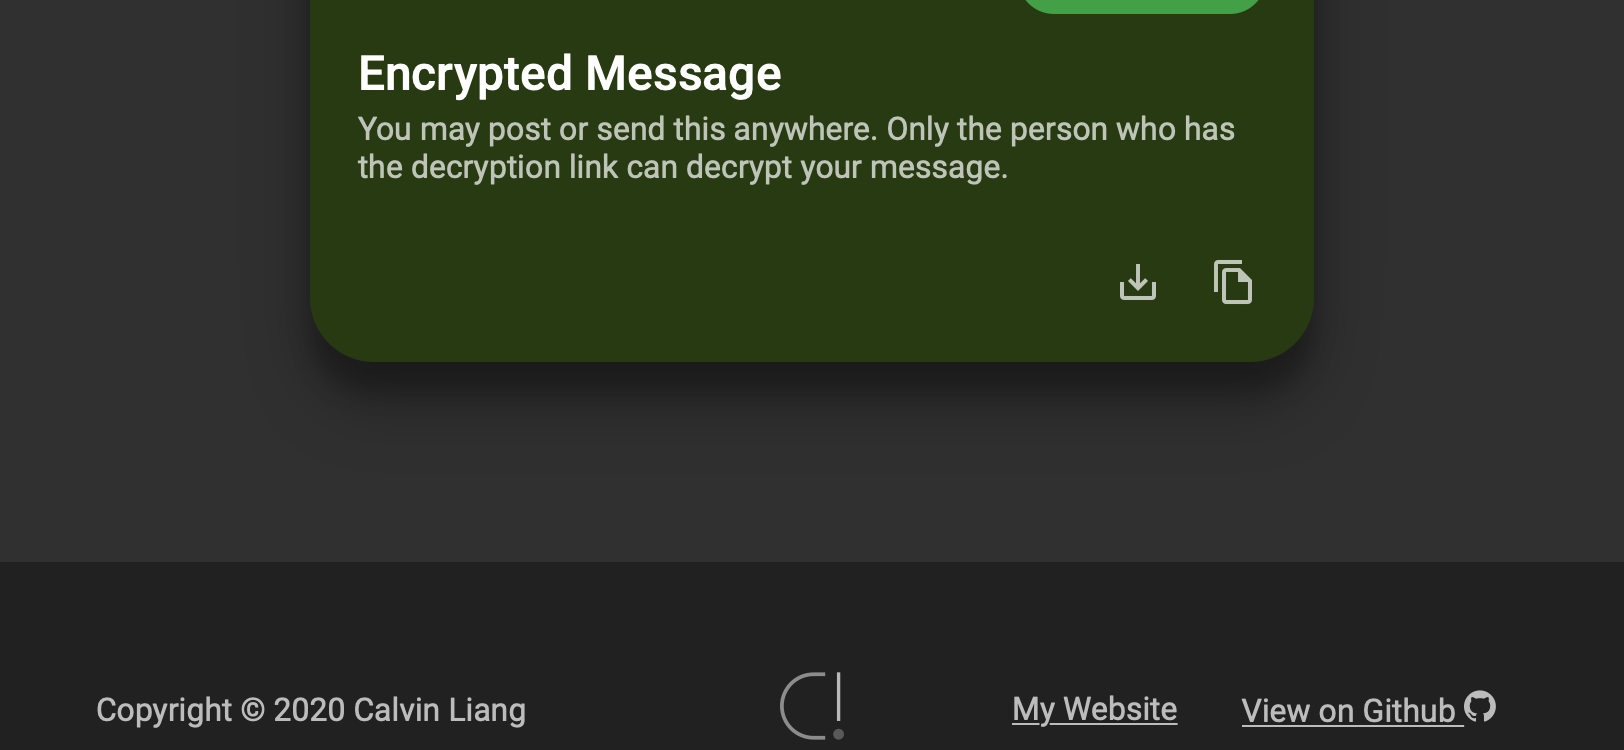 Encrypted Message
You may post or send this anywhere. Only the person who has
the decryption link can decrypt your message.
Copyright © 2020 Calvin Liang
My Website
View on Github